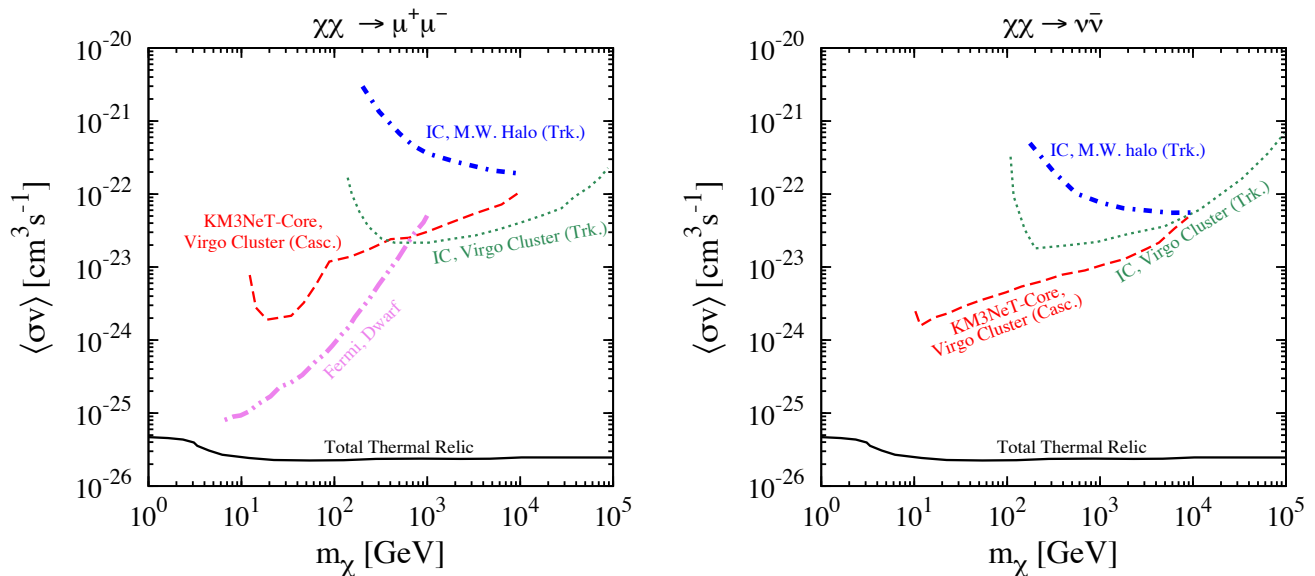 χχ → μ⁺μ⁻
10⁻²⁰
10⁻²¹
10⁻²²
10⁻²³
10⁻²⁴
10⁻²⁵
10⁻²⁶
⟨σv⟩ [cm³s⁻¹]
IC, M.W. Halo (Trk.)
KM3NeT-Core,
Virgo Cluster (Casc.)
IC, Virgo Cluster (Trk.)
Fermi, Dwarf
Total Thermal Relic
10⁰ 10¹ 10² 10³ 10⁴ 10⁵
m_χ [GeV]
χχ → νν̄
10⁻²⁰
10⁻²¹
10⁻²²
10⁻²³
10⁻²⁴
10⁻²⁵
10⁻²⁶
⟨σv⟩ [cm³s⁻¹]
IC, M.W. halo (Trk.)
IC, Virgo Cluster (Trk.)
KM3NeT-Core,
Virgo Cluster (Casc.)
Total Thermal Relic
10⁰ 10¹ 10² 10³ 10⁴ 10⁵
m_χ [GeV]